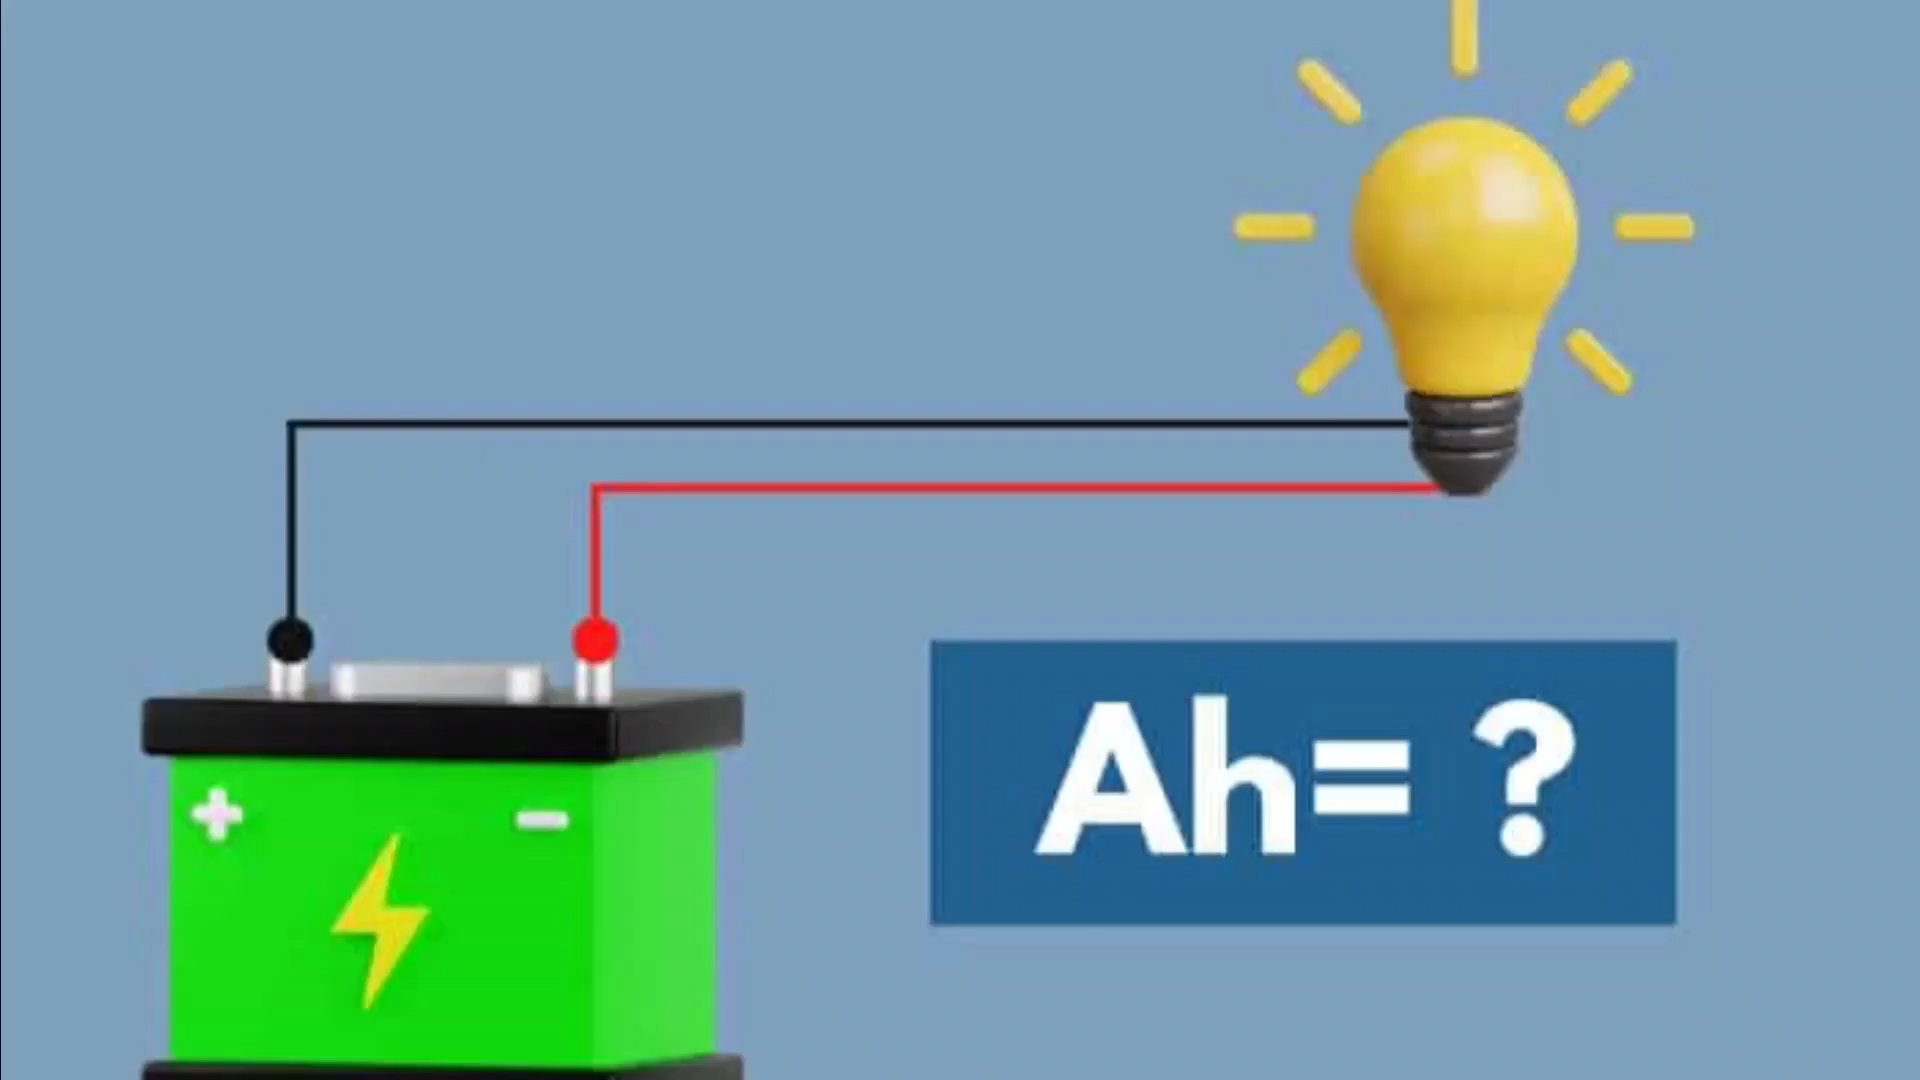 Ah= ?
+ −